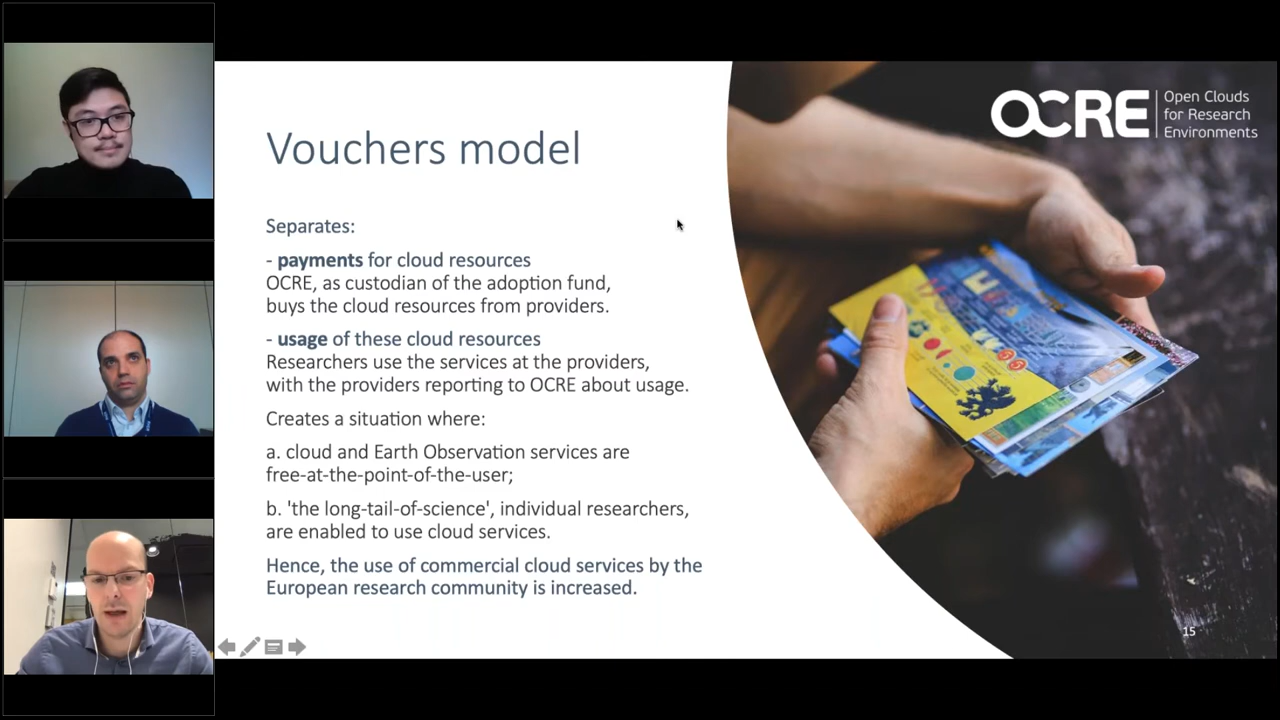 OCRE
Open Clouds
for Research
Environments
Vouchers model
Separates:
- payments for cloud resources
OCRE, as custodian of the adoption fund,
buys the cloud resources from providers.
- usage of these cloud resources
Researchers use the services at the providers,
with the providers reporting to OCRE about usage.
Creates a situation where:
a. cloud and Earth Observation services are
free-at-the-point-of-the-user;
b. 'the long-tail-of-science', individual researchers,
are enabled to use cloud services.
Hence, the use of commercial cloud services by the
European research community is increased.
15